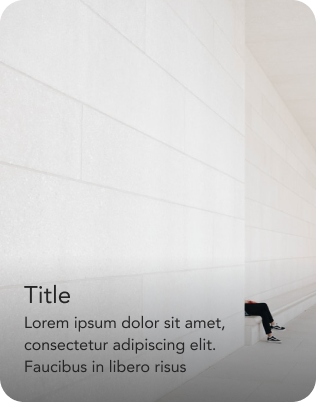 Title
Lorem ipsum dolor sit amet,
consectetur adipiscing elit.
Faucibus in libero risus